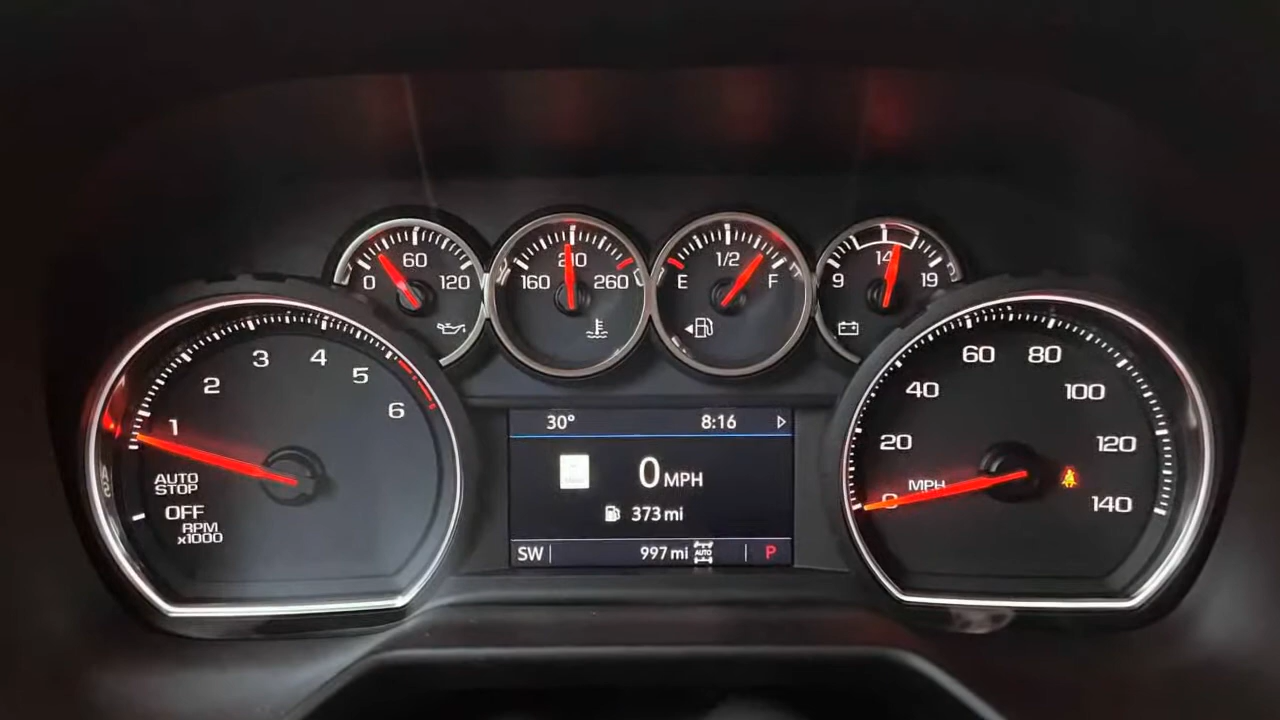 0 60 120
160 210 260
E 1/2 F
9 14 19
1 2 3 4 5 6
AUTO
STOP
OFF
RPM
x1000
30° 8:16
0 MPH
373 mi
SW 997 mi AUTO P
0 20 40 60 80 100 120 140
MPH